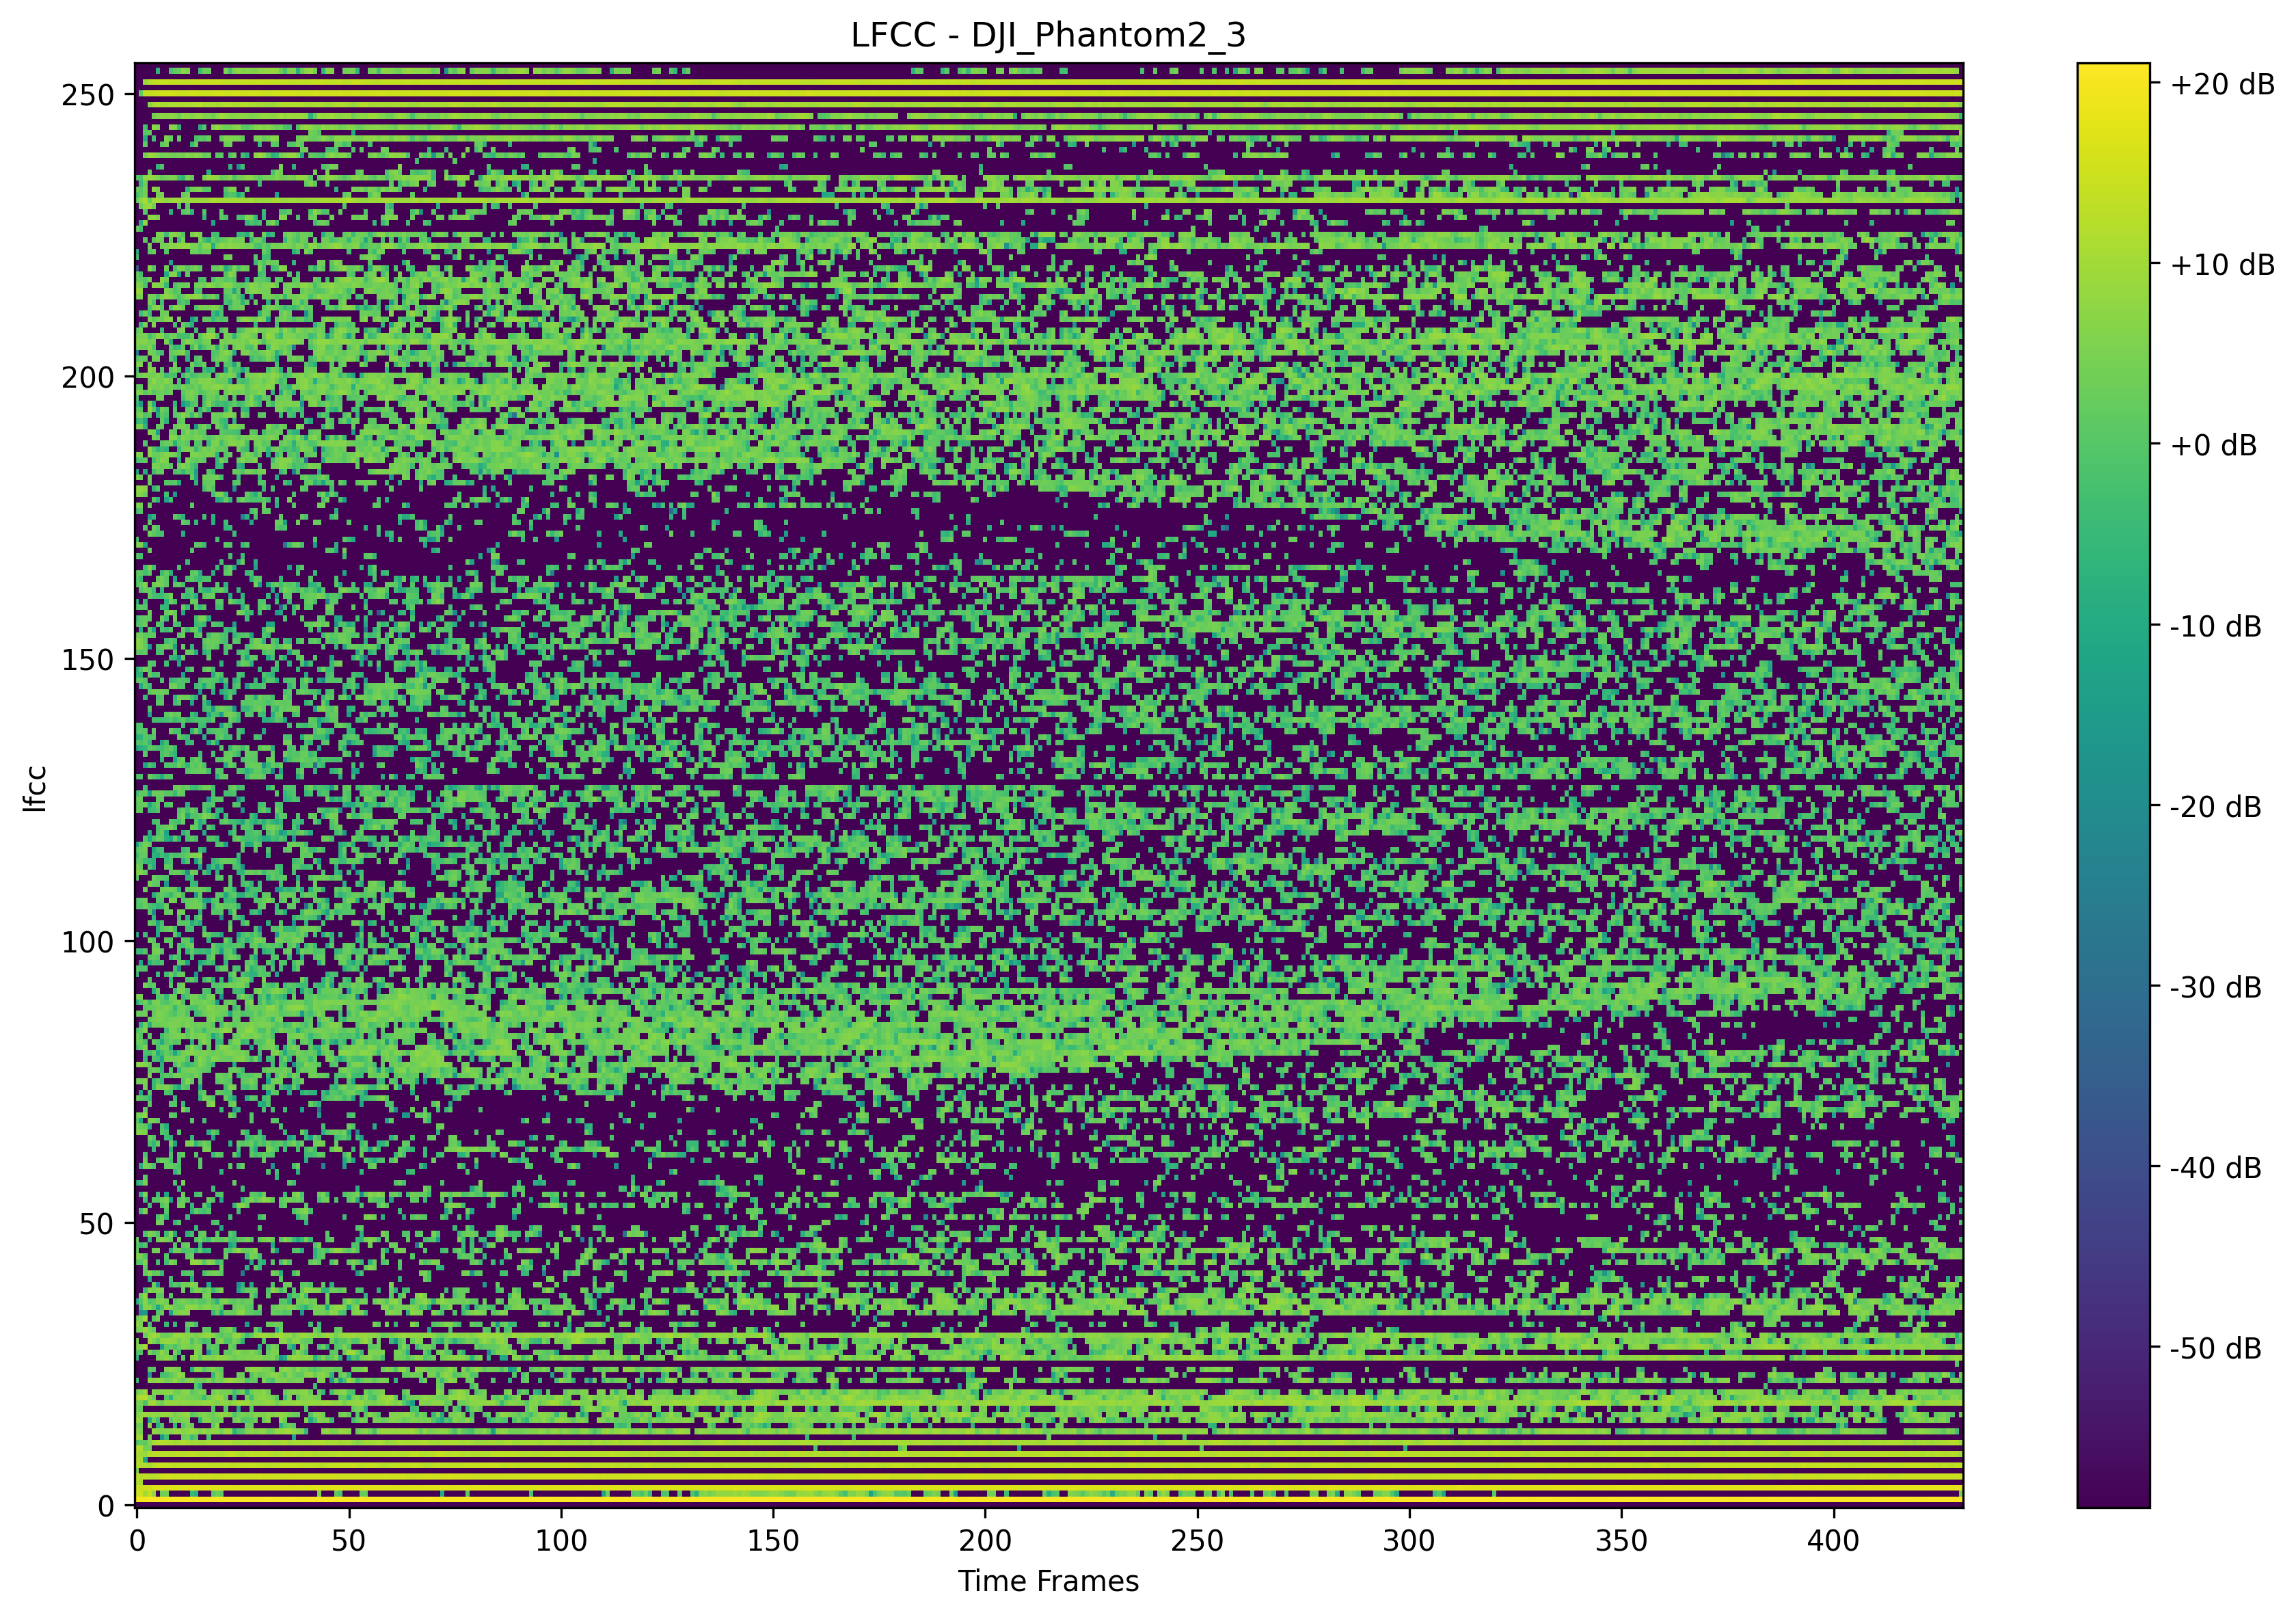 LFCC - DJI_Phantom2_3
250
200
150
100
50
0
lfcc
0 50 100 150 200 250 300 350 400
Time Frames
+20 dB
+10 dB
+0 dB
-10 dB
-20 dB
-30 dB
-40 dB
-50 dB